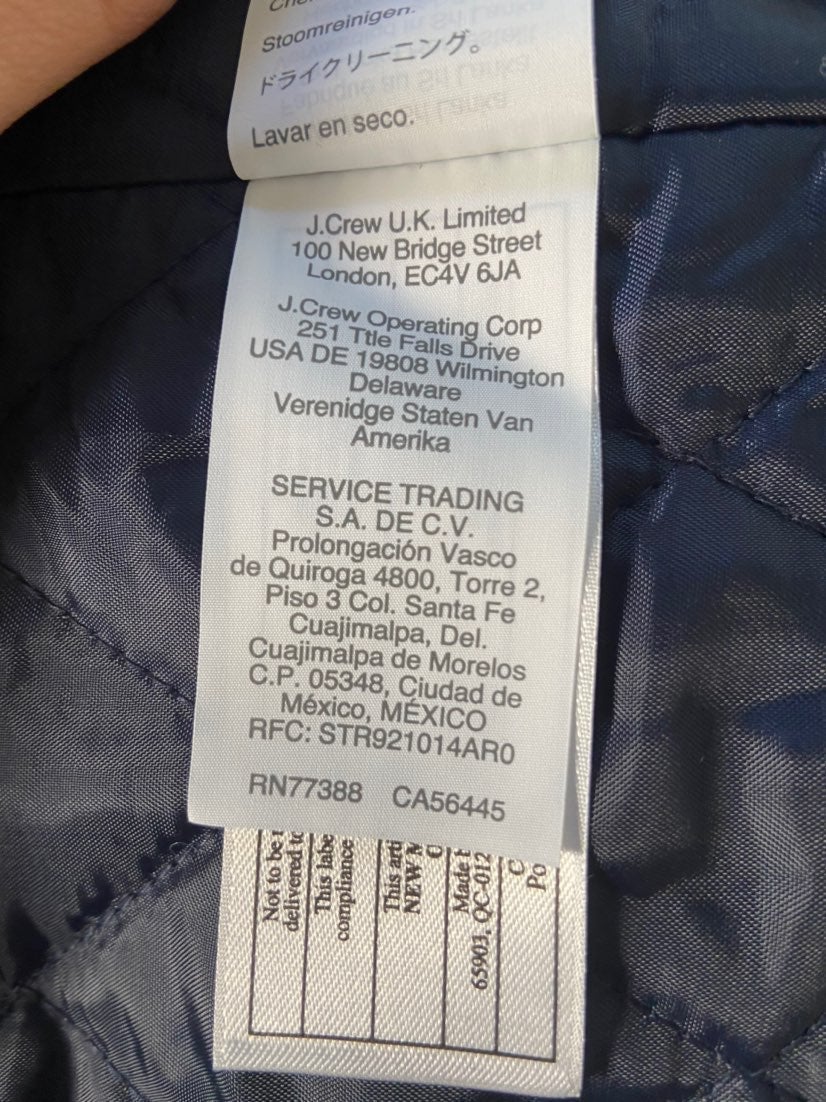 Stoomreinigen.
ドライクリーニング。
Lavar en seco.
J.Crew U.K. Limited
100 New Bridge Street
London, EC4V 6JA
J.Crew Operating Corp
251 Ttle Falls Drive
USA DE 19808 Wilmington
Delaware
Verenidge Staten Van
Amerika
SERVICE TRADING
S.A. DE C.V.
Prolongación Vasco
de Quiroga 4800, Torre 2,
Piso 3 Col. Santa Fe
Cuajimalpa, Del.
Cuajimalpa de Morelos
C.P. 05348, Ciudad de
México, MÉXICO
RFC: STR921014AR0
RN77388 CA56445
Not to be
delivered
This
compliance
This
NEW
Made
65903, QC-012